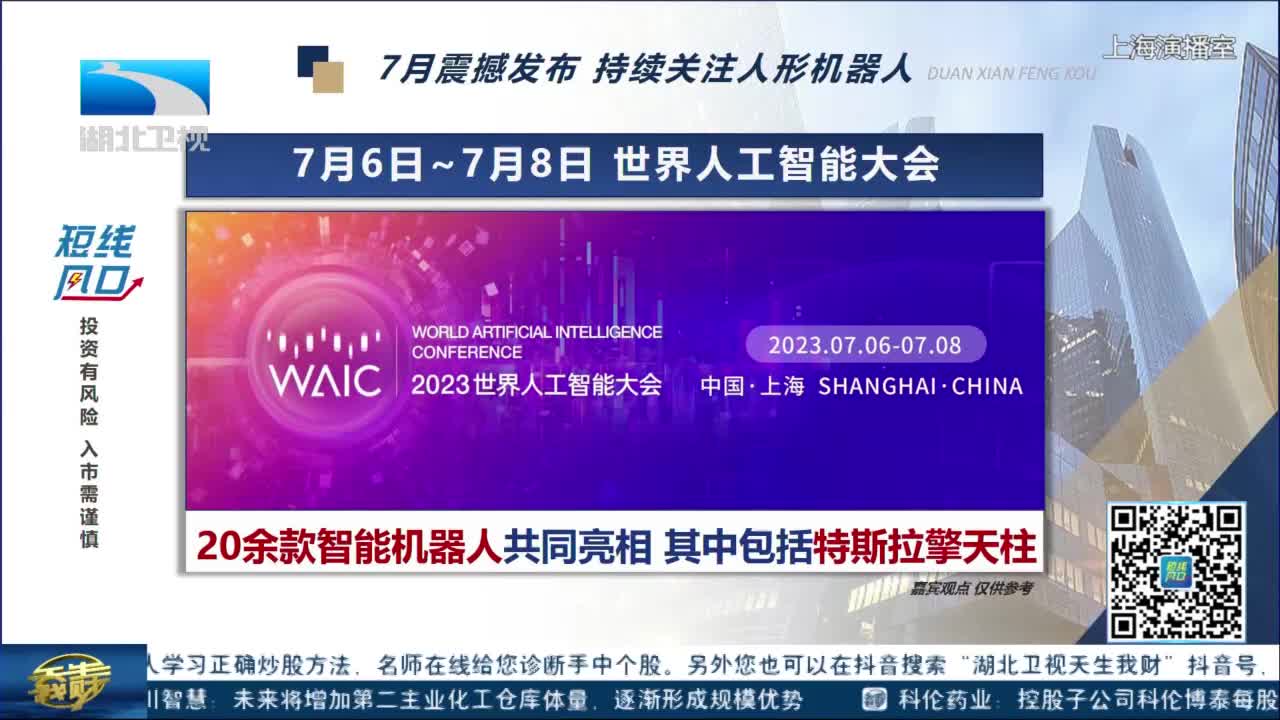 上海演播室
7月震撼发布 持续关注人形机器人
DUAN XIAN FENG KOU
湖北卫视
7月6日~7月8日 世界人工智能大会
短线
风口
投资有风险 入市需谨慎
WAIC
WORLD ARTIFICIAL INTELLIGENCE
CONFERENCE
2023世界人工智能大会
2023.07.06-07.08
中国·上海 SHANGHAI·CHINA
20余款智能机器人共同亮相 其中包括特斯拉擎天柱
嘉宾观点 仅供参考
短线
风口
天生我财
人学习正确炒股方法，名师在线给您诊断手中个股。另外您也可以在抖音搜索“湖北卫视天生我财”抖音号，
川智慧：未来将增加第二主业化工仓库体量，逐渐形成规模优势 科伦药业：控股子公司科伦博泰每股